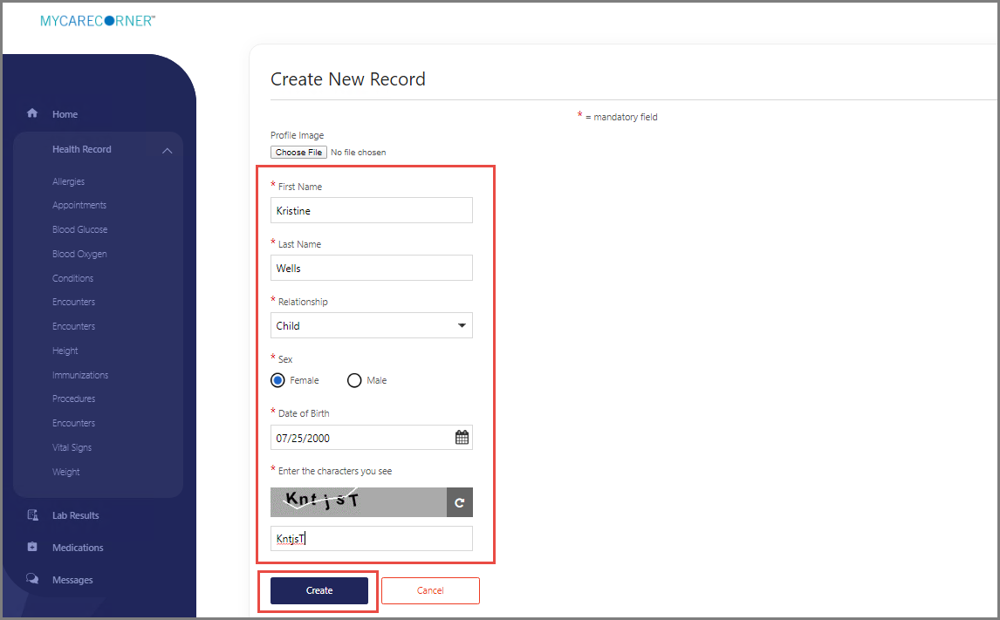 MYCARECORNER™
Home
Health Record
Allergies
Appointments
Blood Glucose
Blood Oxygen
Conditions
Encounters
Encounters
Height
Immunizations
Procedures
Encounters
Vital Signs
Weight
Lab Results
Medications
Messages
Create New Record
* = mandatory field
Profile Image
Choose File No file chosen
* First Name
Kristine
* Last Name
Wells
* Relationship
Child
* Sex
Female Male
* Date of Birth
07/25/2000
* Enter the characters you see
KntjsT
KntjsT
Create Cancel